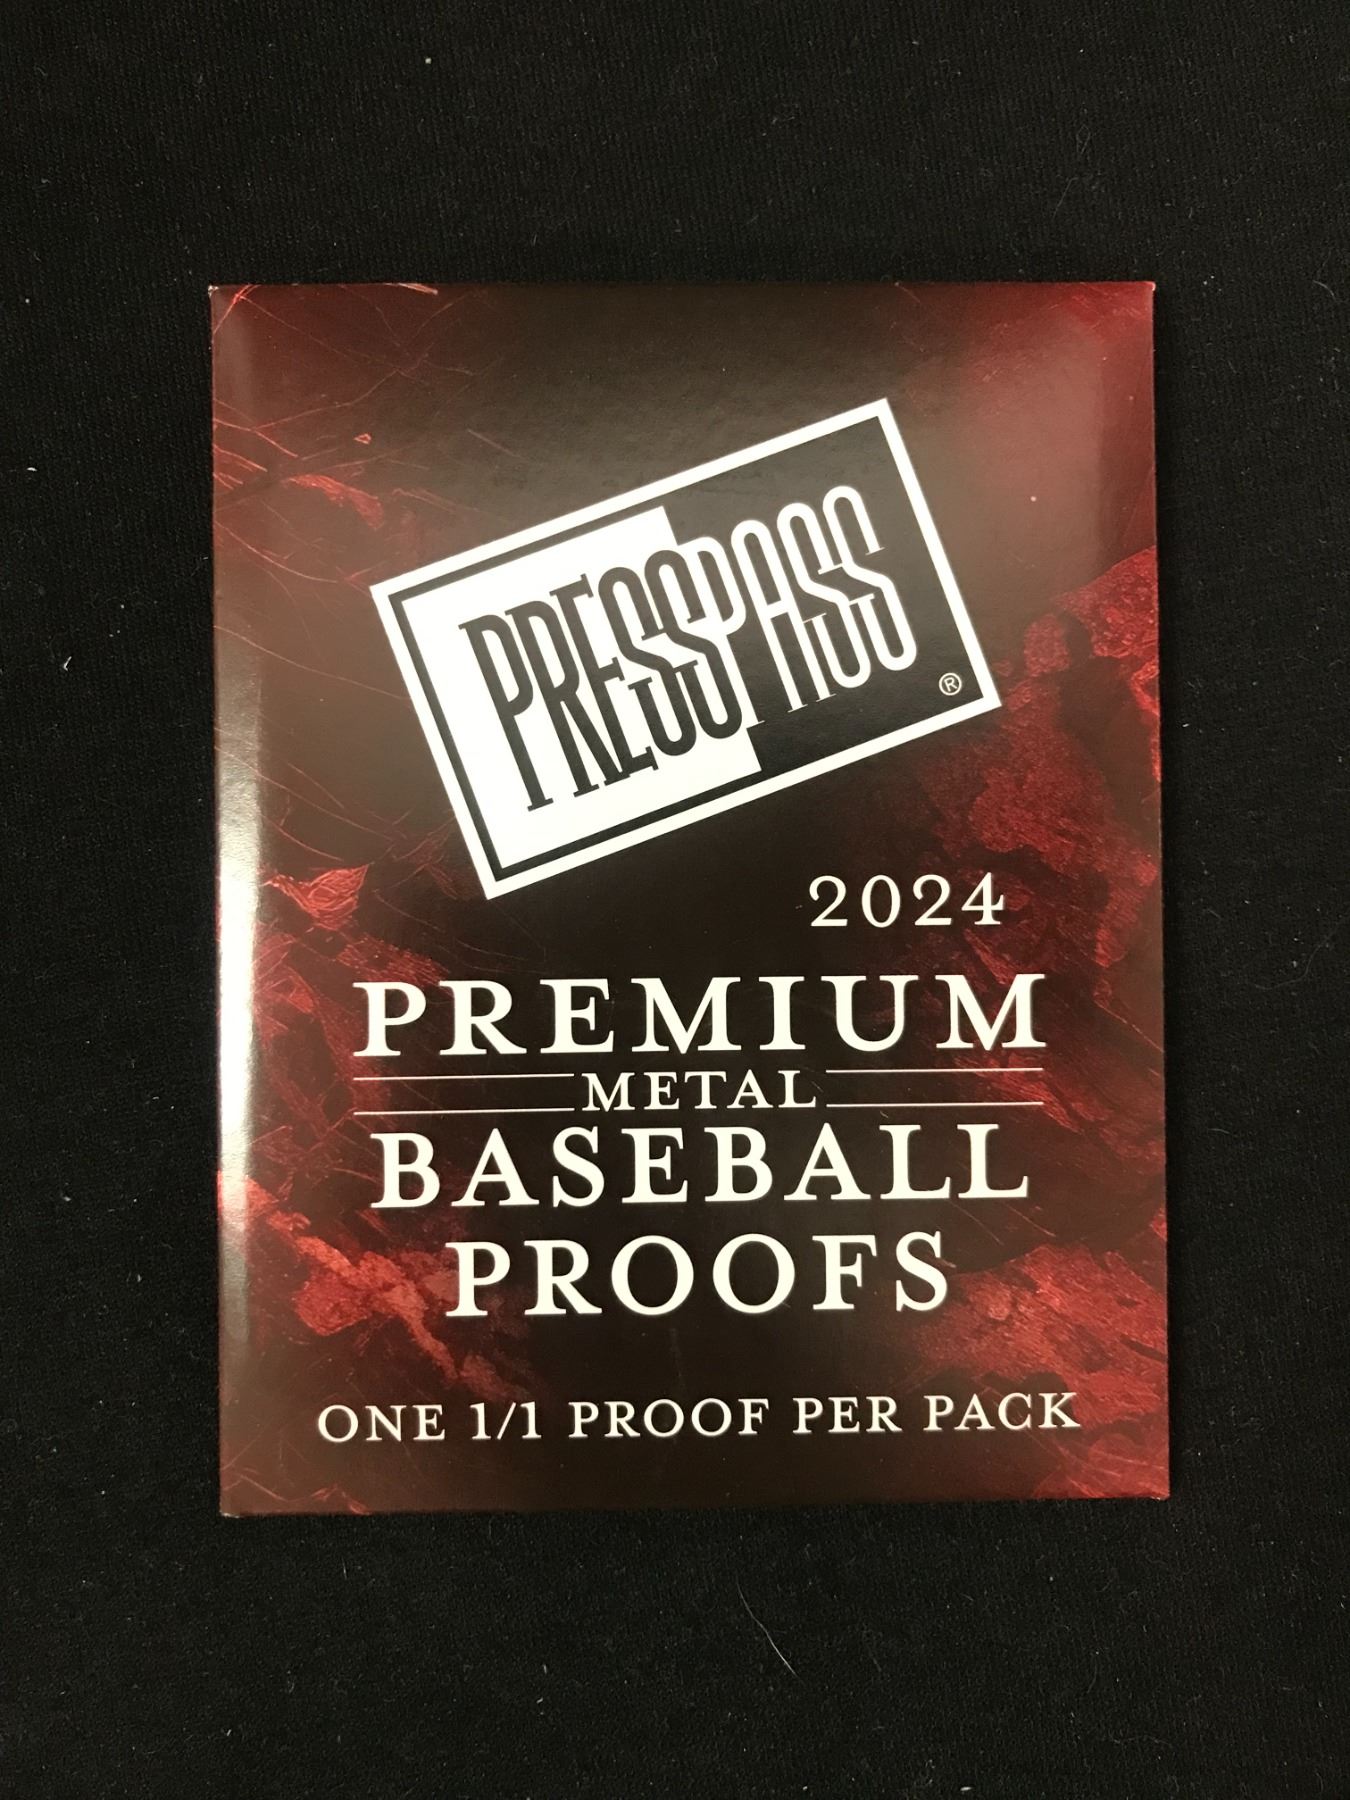 PRESSPASS
®
2024
PREMIUM
METAL
BASEBALL
PROOFS
ONE 1/1 PROOF PER PACK